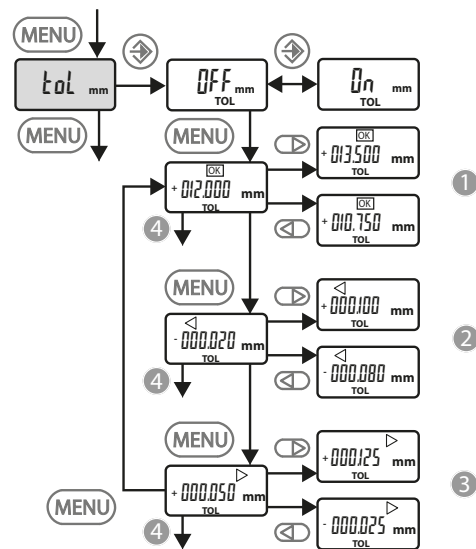 MENU
toL mm
OFF mm
TOL
On mm
TOL
MENU
MENU
OK
+ 013.500 mm
TOL
1
OK
+ 012.000 mm
TOL
OK
+ 010.750 mm
TOL
4
MENU
+ 000.100 mm
TOL
2
- 000.020 mm
TOL
- 000.080 mm
TOL
4
MENU
+ 000.125 mm
TOL
3
+ 000.050 mm
TOL
MENU
- 000.025 mm
TOL
4